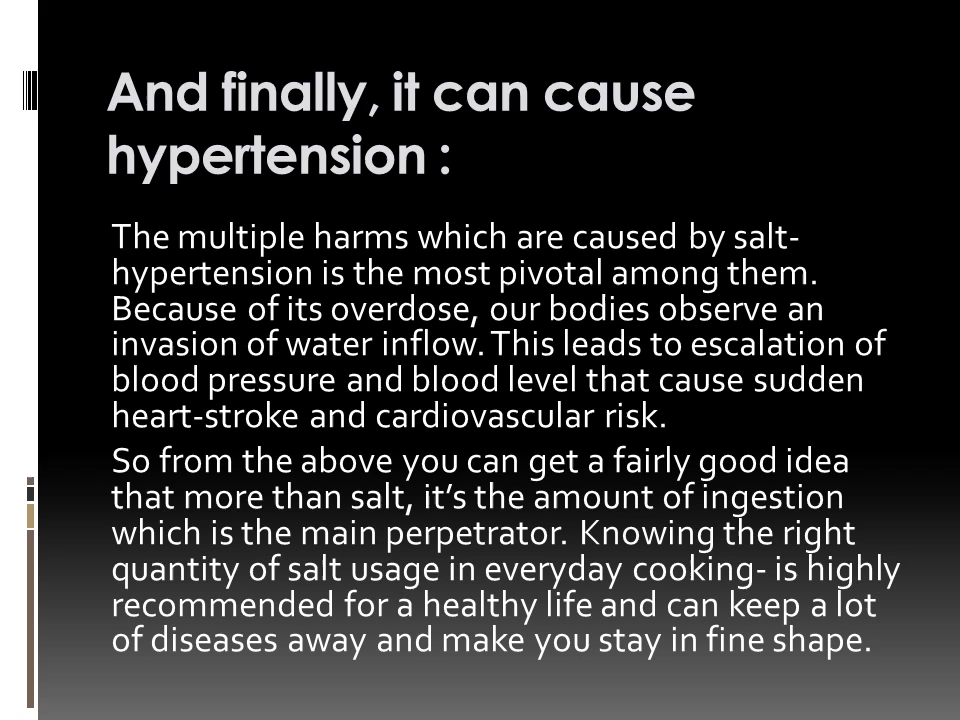 And finally, it can cause
hypertension :
The multiple harms which are caused by salt-
hypertension is the most pivotal among them.
Because of its overdose, our bodies observe an
invasion of water inflow. This leads to escalation of
blood pressure and blood level that cause sudden
heart-stroke and cardiovascular risk.
So from the above you can get a fairly good idea
that more than salt, it’s the amount of ingestion
which is the main perpetrator. Knowing the right
quantity of salt usage in everyday cooking- is highly
recommended for a healthy life and can keep a lot
of diseases away and make you stay in fine shape.